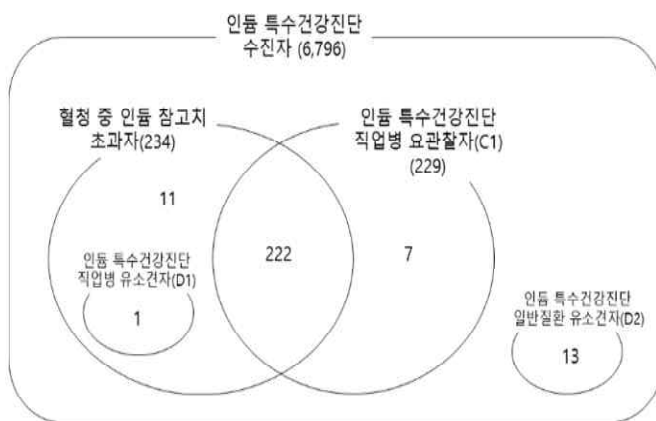 인듐 특수건강진단
수진자 (6,796)
혈청 중 인듐 참고치
초과자(234)
인듐 특수건강진단
직업병 요관찰자(C1)
(229)
11
222
7
인듐 특수건강진단
직업병 유소견자(D1)
1
인듐 특수건강진단
일반질환 유소견자(D2)
13